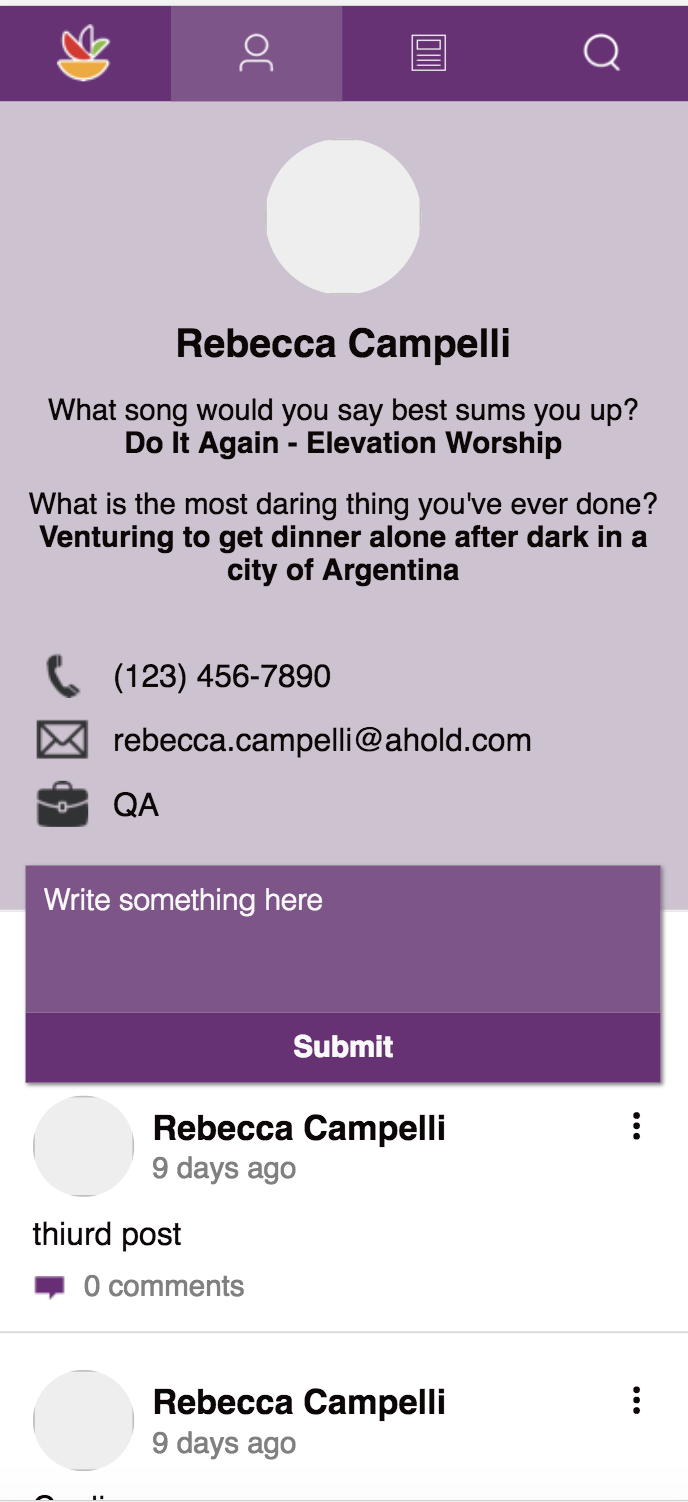 Rebecca Campelli
What song would you say best sums you up?
Do It Again - Elevation Worship
What is the most daring thing you've ever done?
Venturing to get dinner alone after dark in a
city of Argentina
(123) 456-7890
rebecca.campelli@ahold.com
QA
Write something here
Submit
Rebecca Campelli
9 days ago
thiurd post
0 comments
Rebecca Campelli
9 days ago